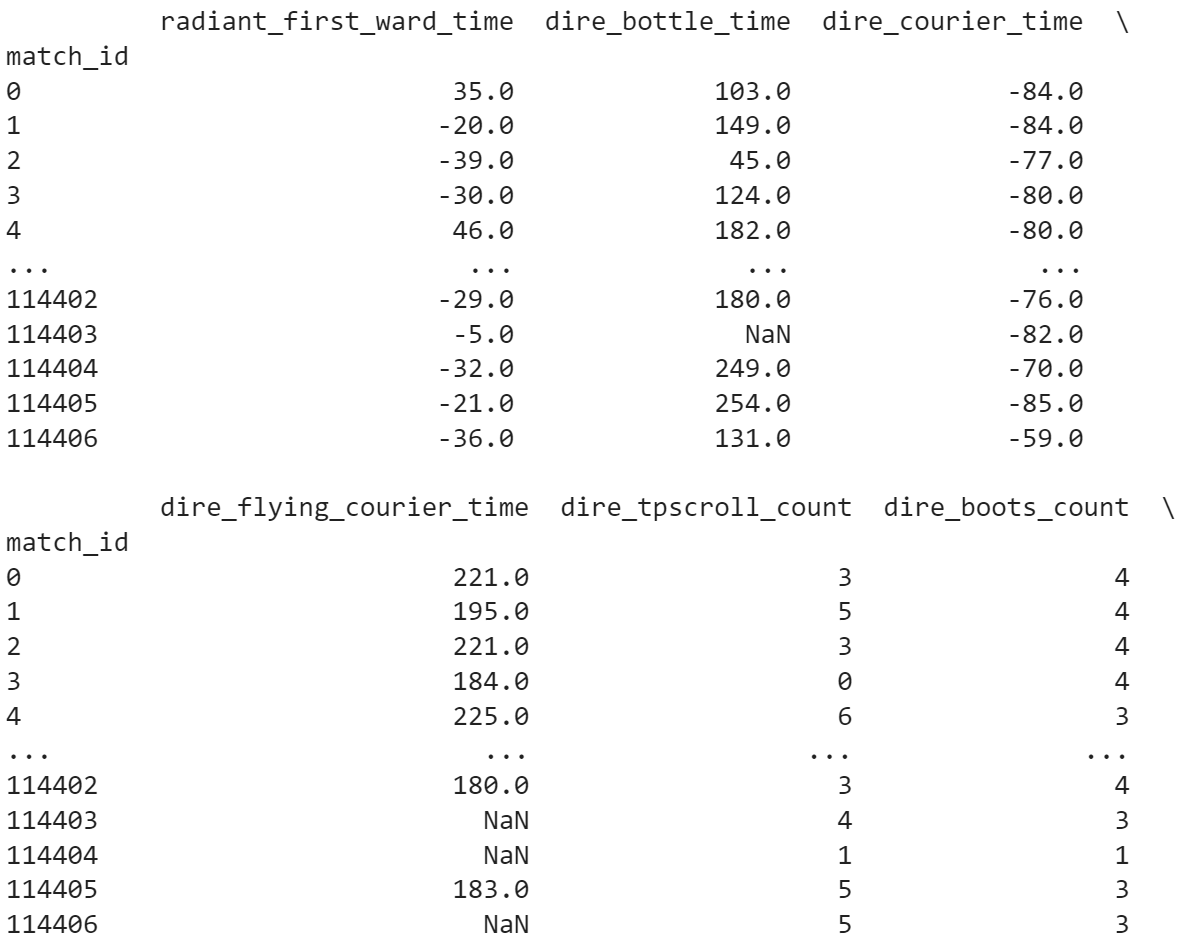 radiant_first_ward_time dire_bottle_time dire_courier_time \
match_id
0 35.0 103.0 -84.0
1 -20.0 149.0 -84.0
2 -39.0 45.0 -77.0
3 -30.0 124.0 -80.0
4 46.0 182.0 -80.0
... ... ... ...
114402 -29.0 180.0 -76.0
114403 -5.0 NaN -82.0
114404 -32.0 249.0 -70.0
114405 -21.0 254.0 -85.0
114406 -36.0 131.0 -59.0
dire_flying_courier_time dire_tpscroll_count dire_boots_count \
match_id
0 221.0 3 4
1 195.0 5 4
2 221.0 3 4
3 184.0 0 4
4 225.0 6 3
... ... ... ...
114402 180.0 3 4
114403 NaN 4 3
114404 NaN 1 1
114405 183.0 5 3
114406 NaN 5 3